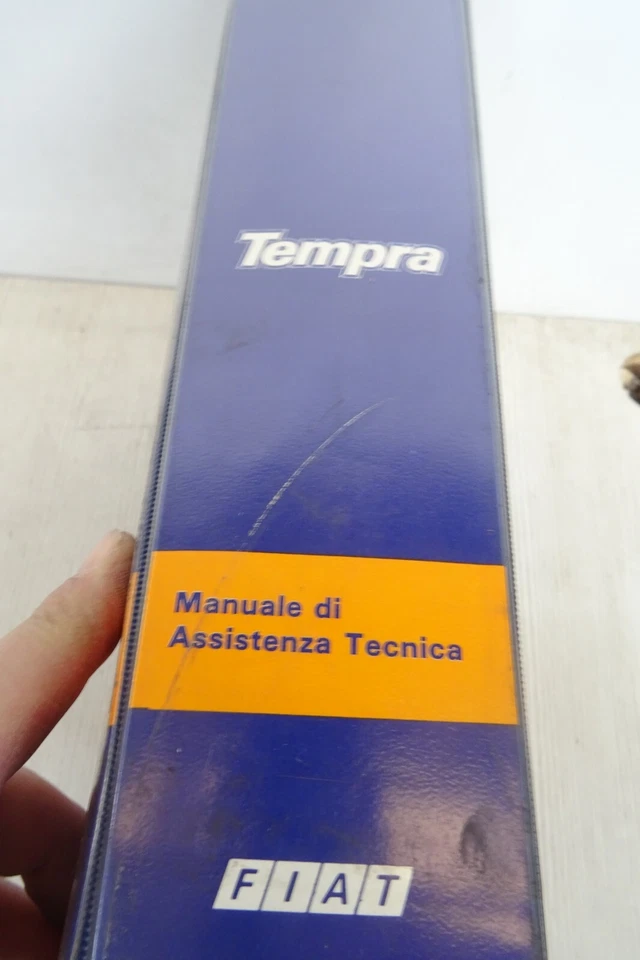 Tempra
Manuale di
Assistenza Tecnica
FIAT